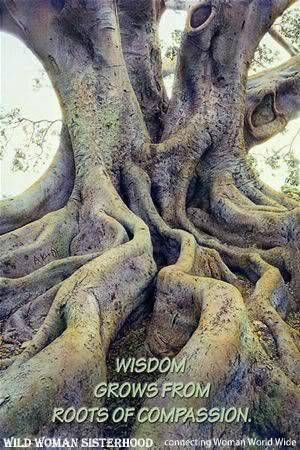 WISDOM
GROWS FROM
ROOTS OF COMPASSION.
WILD WOMAN SISTERHOOD connecting Woman World Wide